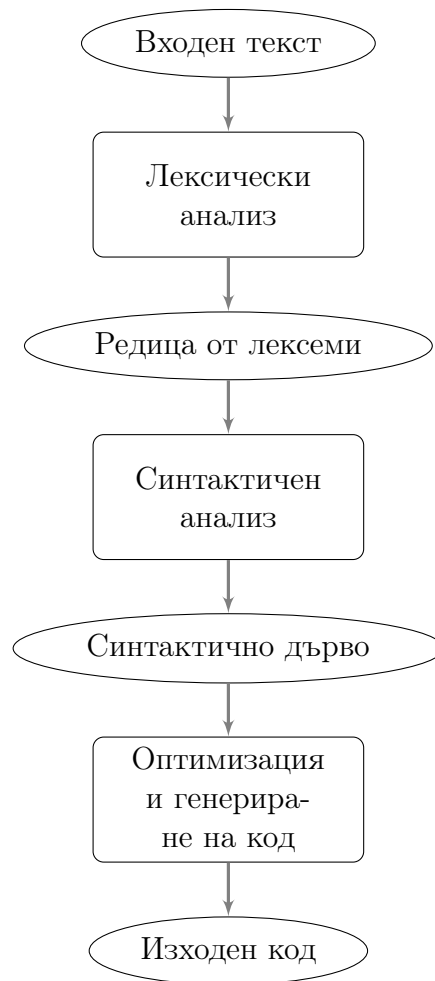 Входен текст
Лексически
анализ
Редица от лексеми
Синтактичен
анализ
Синтактично дърво
Оптимизация
и генерира-
не на код
Изходен код